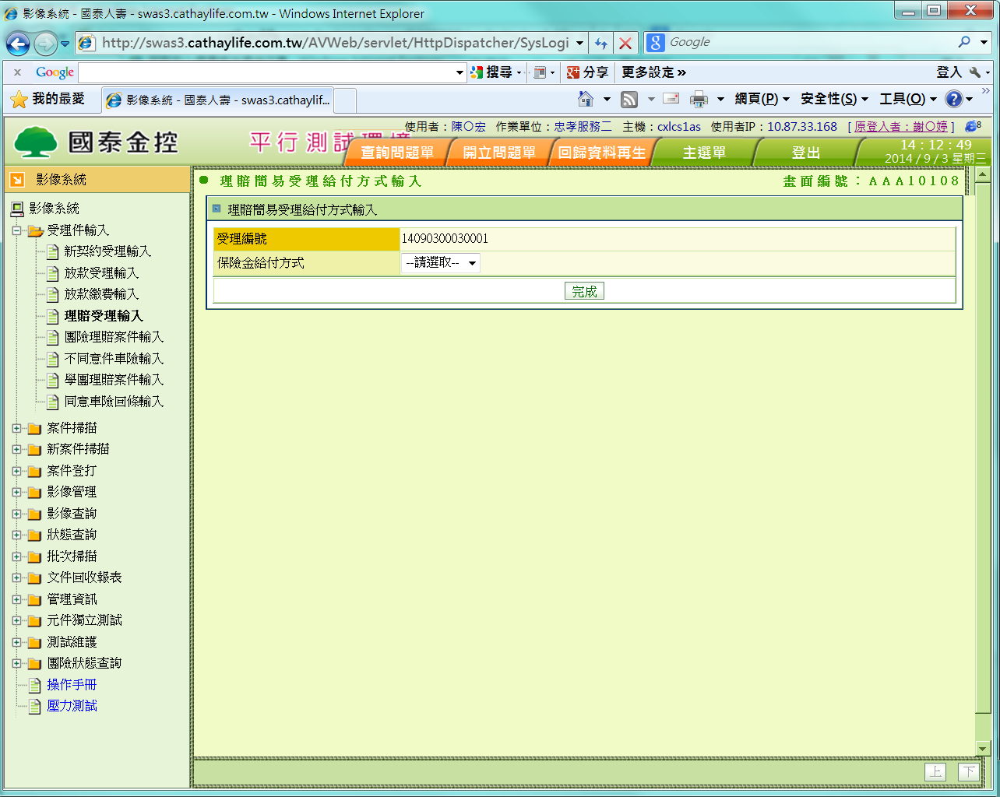 影像系統 - 國泰人壽 - swas3.cathaylife.com.tw - Windows Internet Explorer
http://swas3.cathaylife.com.tw/AVWeb/servlet/HttpDispatcher/SysLogi
Google
x Google 搜尋 分享 更多設定 » 登入
我的最愛 影像系統 - 國泰人壽 - swas3.cathaylif... 網頁(P) 安全性(S) 工具(O)
國泰金控 平行測試環境
使用者：陳〇宏 作業單位：忠孝服務二 主機：cxlcs1as 使用者IP：10.87.33.168 [ 原登入者：謝〇婷 ] 8
查詢問題單 開立問題單 回歸資料再生 主選單 登出
14：12：49
2014 / 9 / 3 星期三
影像系統
影像系統
受理件輸入
新契約受理輸入
放款受理輸入
放款繳費輸入
理賠受理輸入
團險理賠案件輸入
不同意件車險輸入
學團理賠案件輸入
同意車險回條輸入
案件掃描
新案件掃描
案件登打
影像管理
影像查詢
狀態查詢
批次掃描
文件回收報表
管理資訊
元件獨立測試
測試維護
團險狀態查詢
操作手冊
壓力測試
理賠簡易受理給付方式輸入
畫面編號：AAA10108
理賠簡易受理給付方式輸入
受理編號 14090300030001
保險金給付方式 --請選取--
完成
上 下